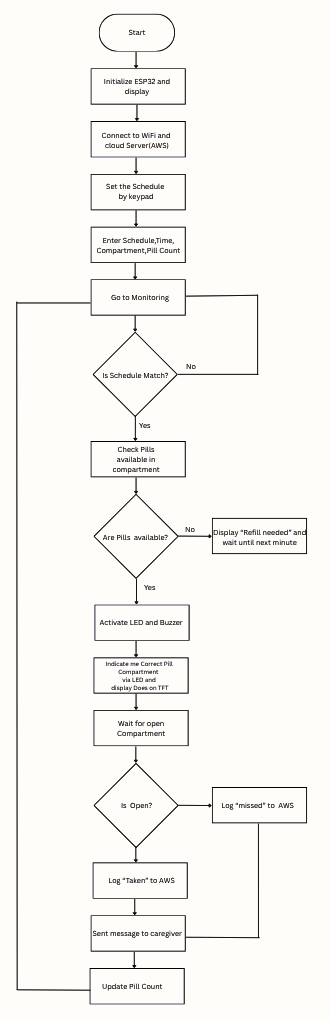 Start
Initialize ESP32 and
display
Connect to WiFi and
cloud Server(AWS)
Set the Schedule
by keypad
Enter Schedule,Time,
Compartment,Pill Count
Go to Monitoring
Is Schedule Match?
No
Yes
Check Pills
available in
compartment
Are Pills available?
No
Display "Refill needed" and
wait until next minute
Yes
Activate LED and Buzzer
Indicate me Correct Pill
Compartment
via LED and
display Does on TFT
Wait for open
Compartment
Is Open?
Log "missed" to AWS
Log "Taken" to AWS
Sent message to caregiver
Update Pill Count